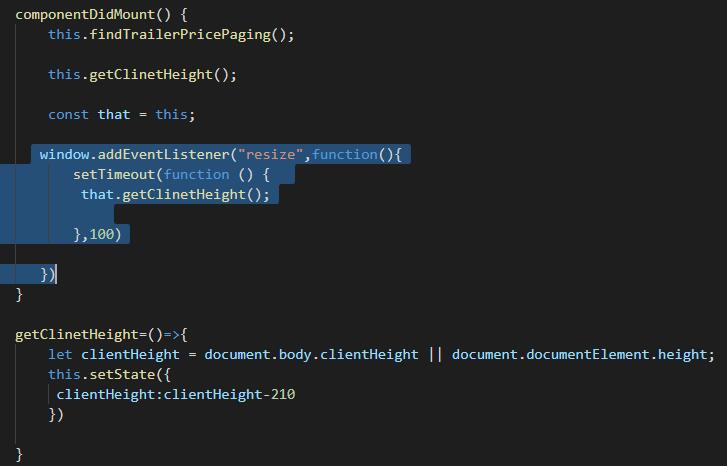 componentDidMount() {
this.findTrailerPricePaging();
this.getClinetHeight();
const that = this;
window.addEventListener("resize",function(){
setTimeout(function () {
that.getClinetHeight();
},100)
})
}
getClinetHeight=()=>{
let clientHeight = document.body.clientHeight || document.documentElement.height;
this.setState({
clientHeight:clientHeight-210
})
}